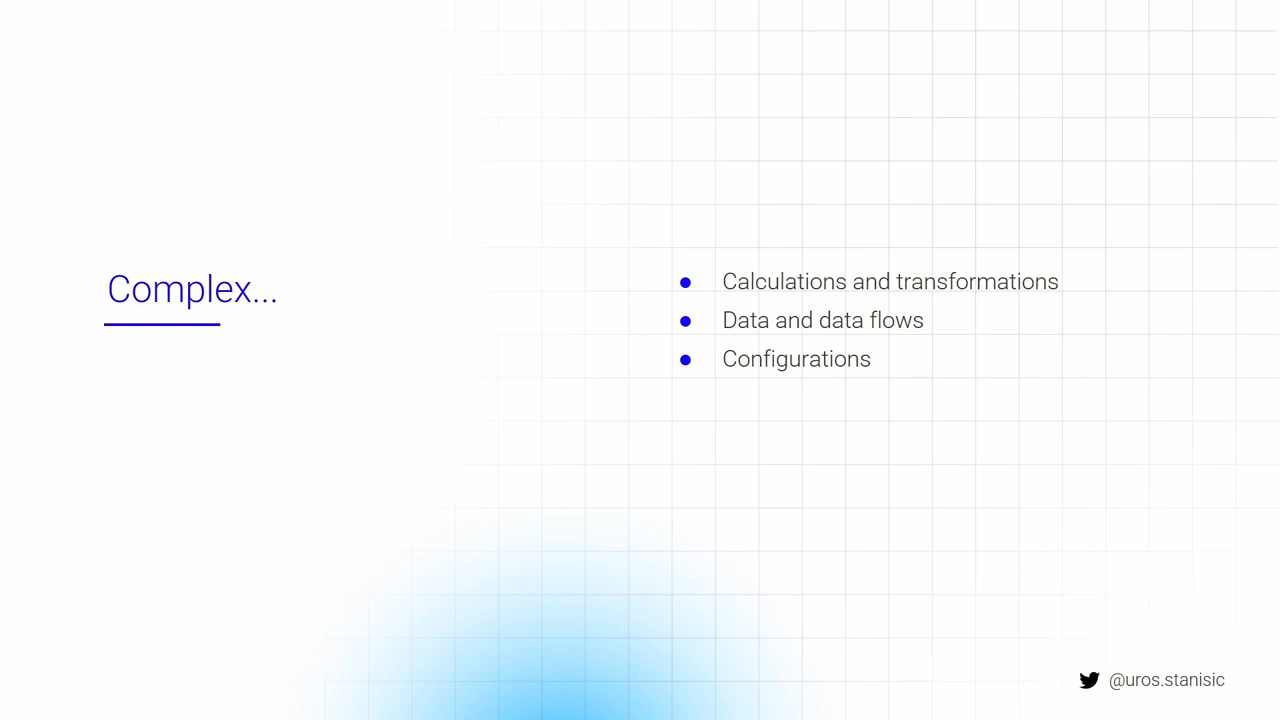 Complex...
Calculations and transformations
Data and data flows
Configurations
@uros.stanisic